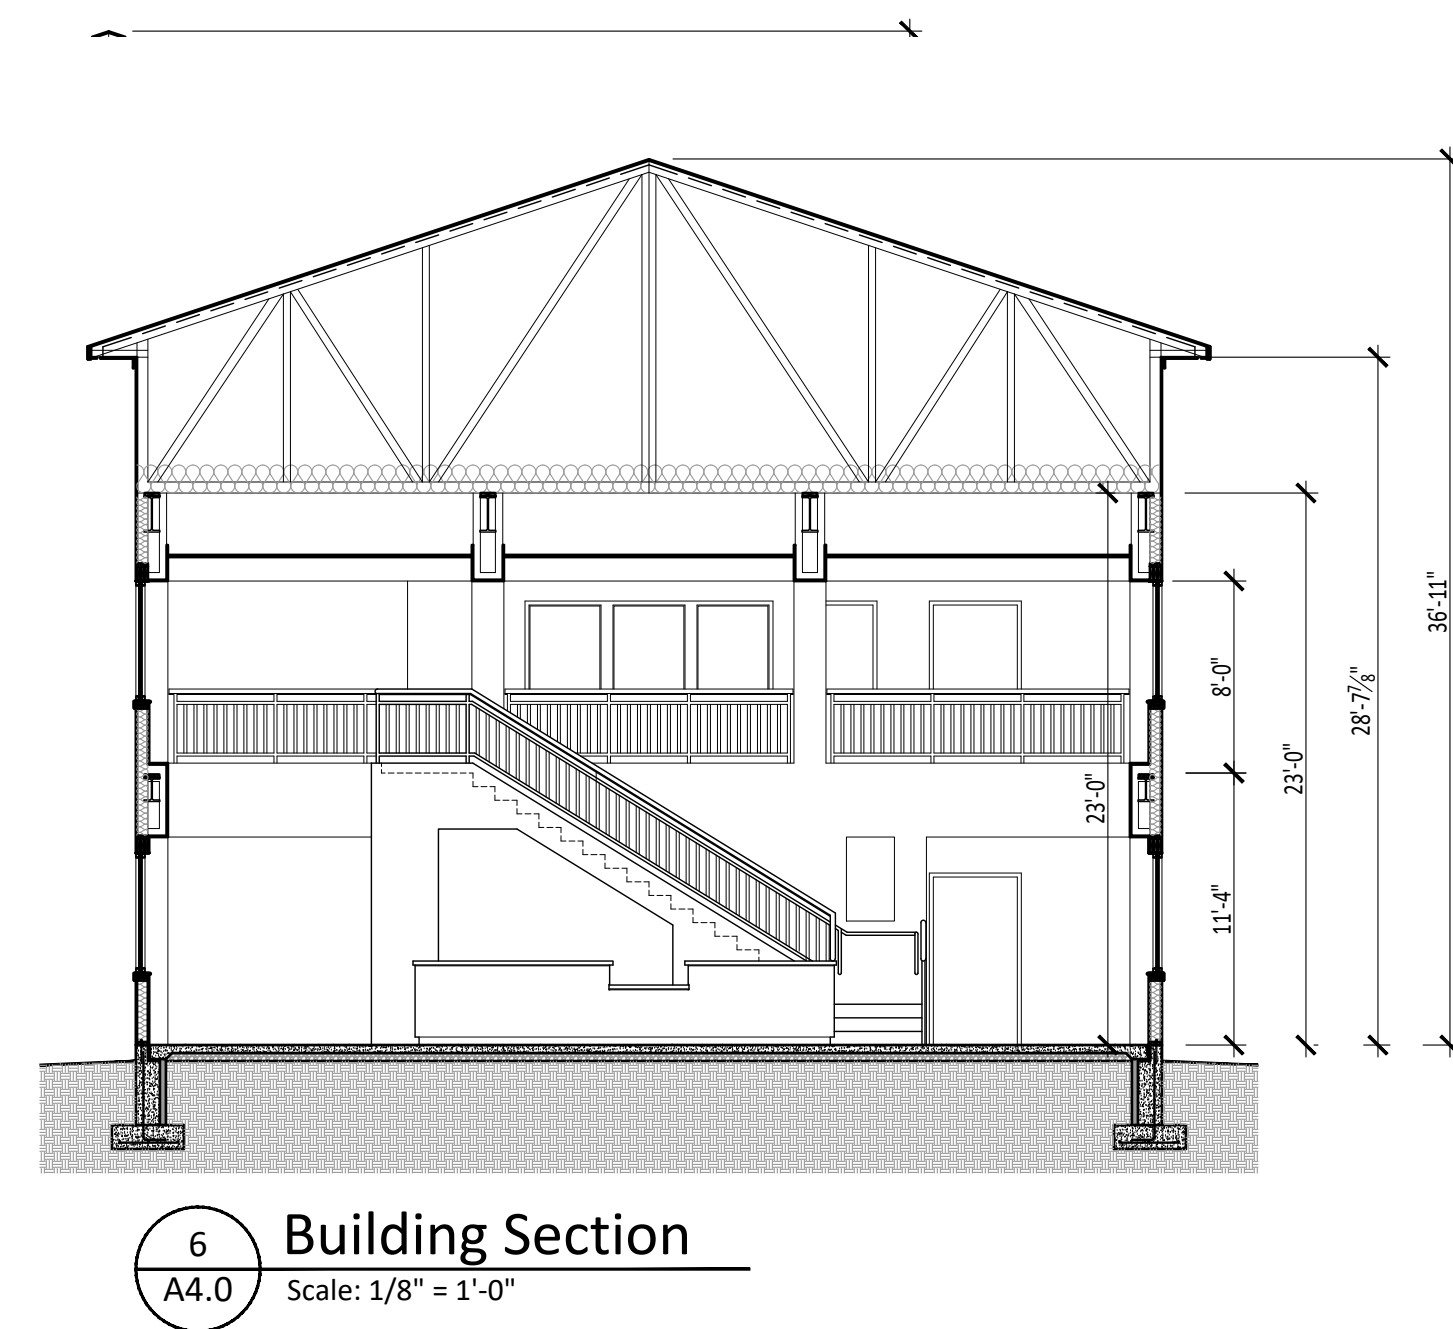 36'-11"
28'-7⅞"
8'-0"
23'-0"
23'-0"
11'-4"
6
A4.0
Building Section
Scale: 1/8" = 1'-0"